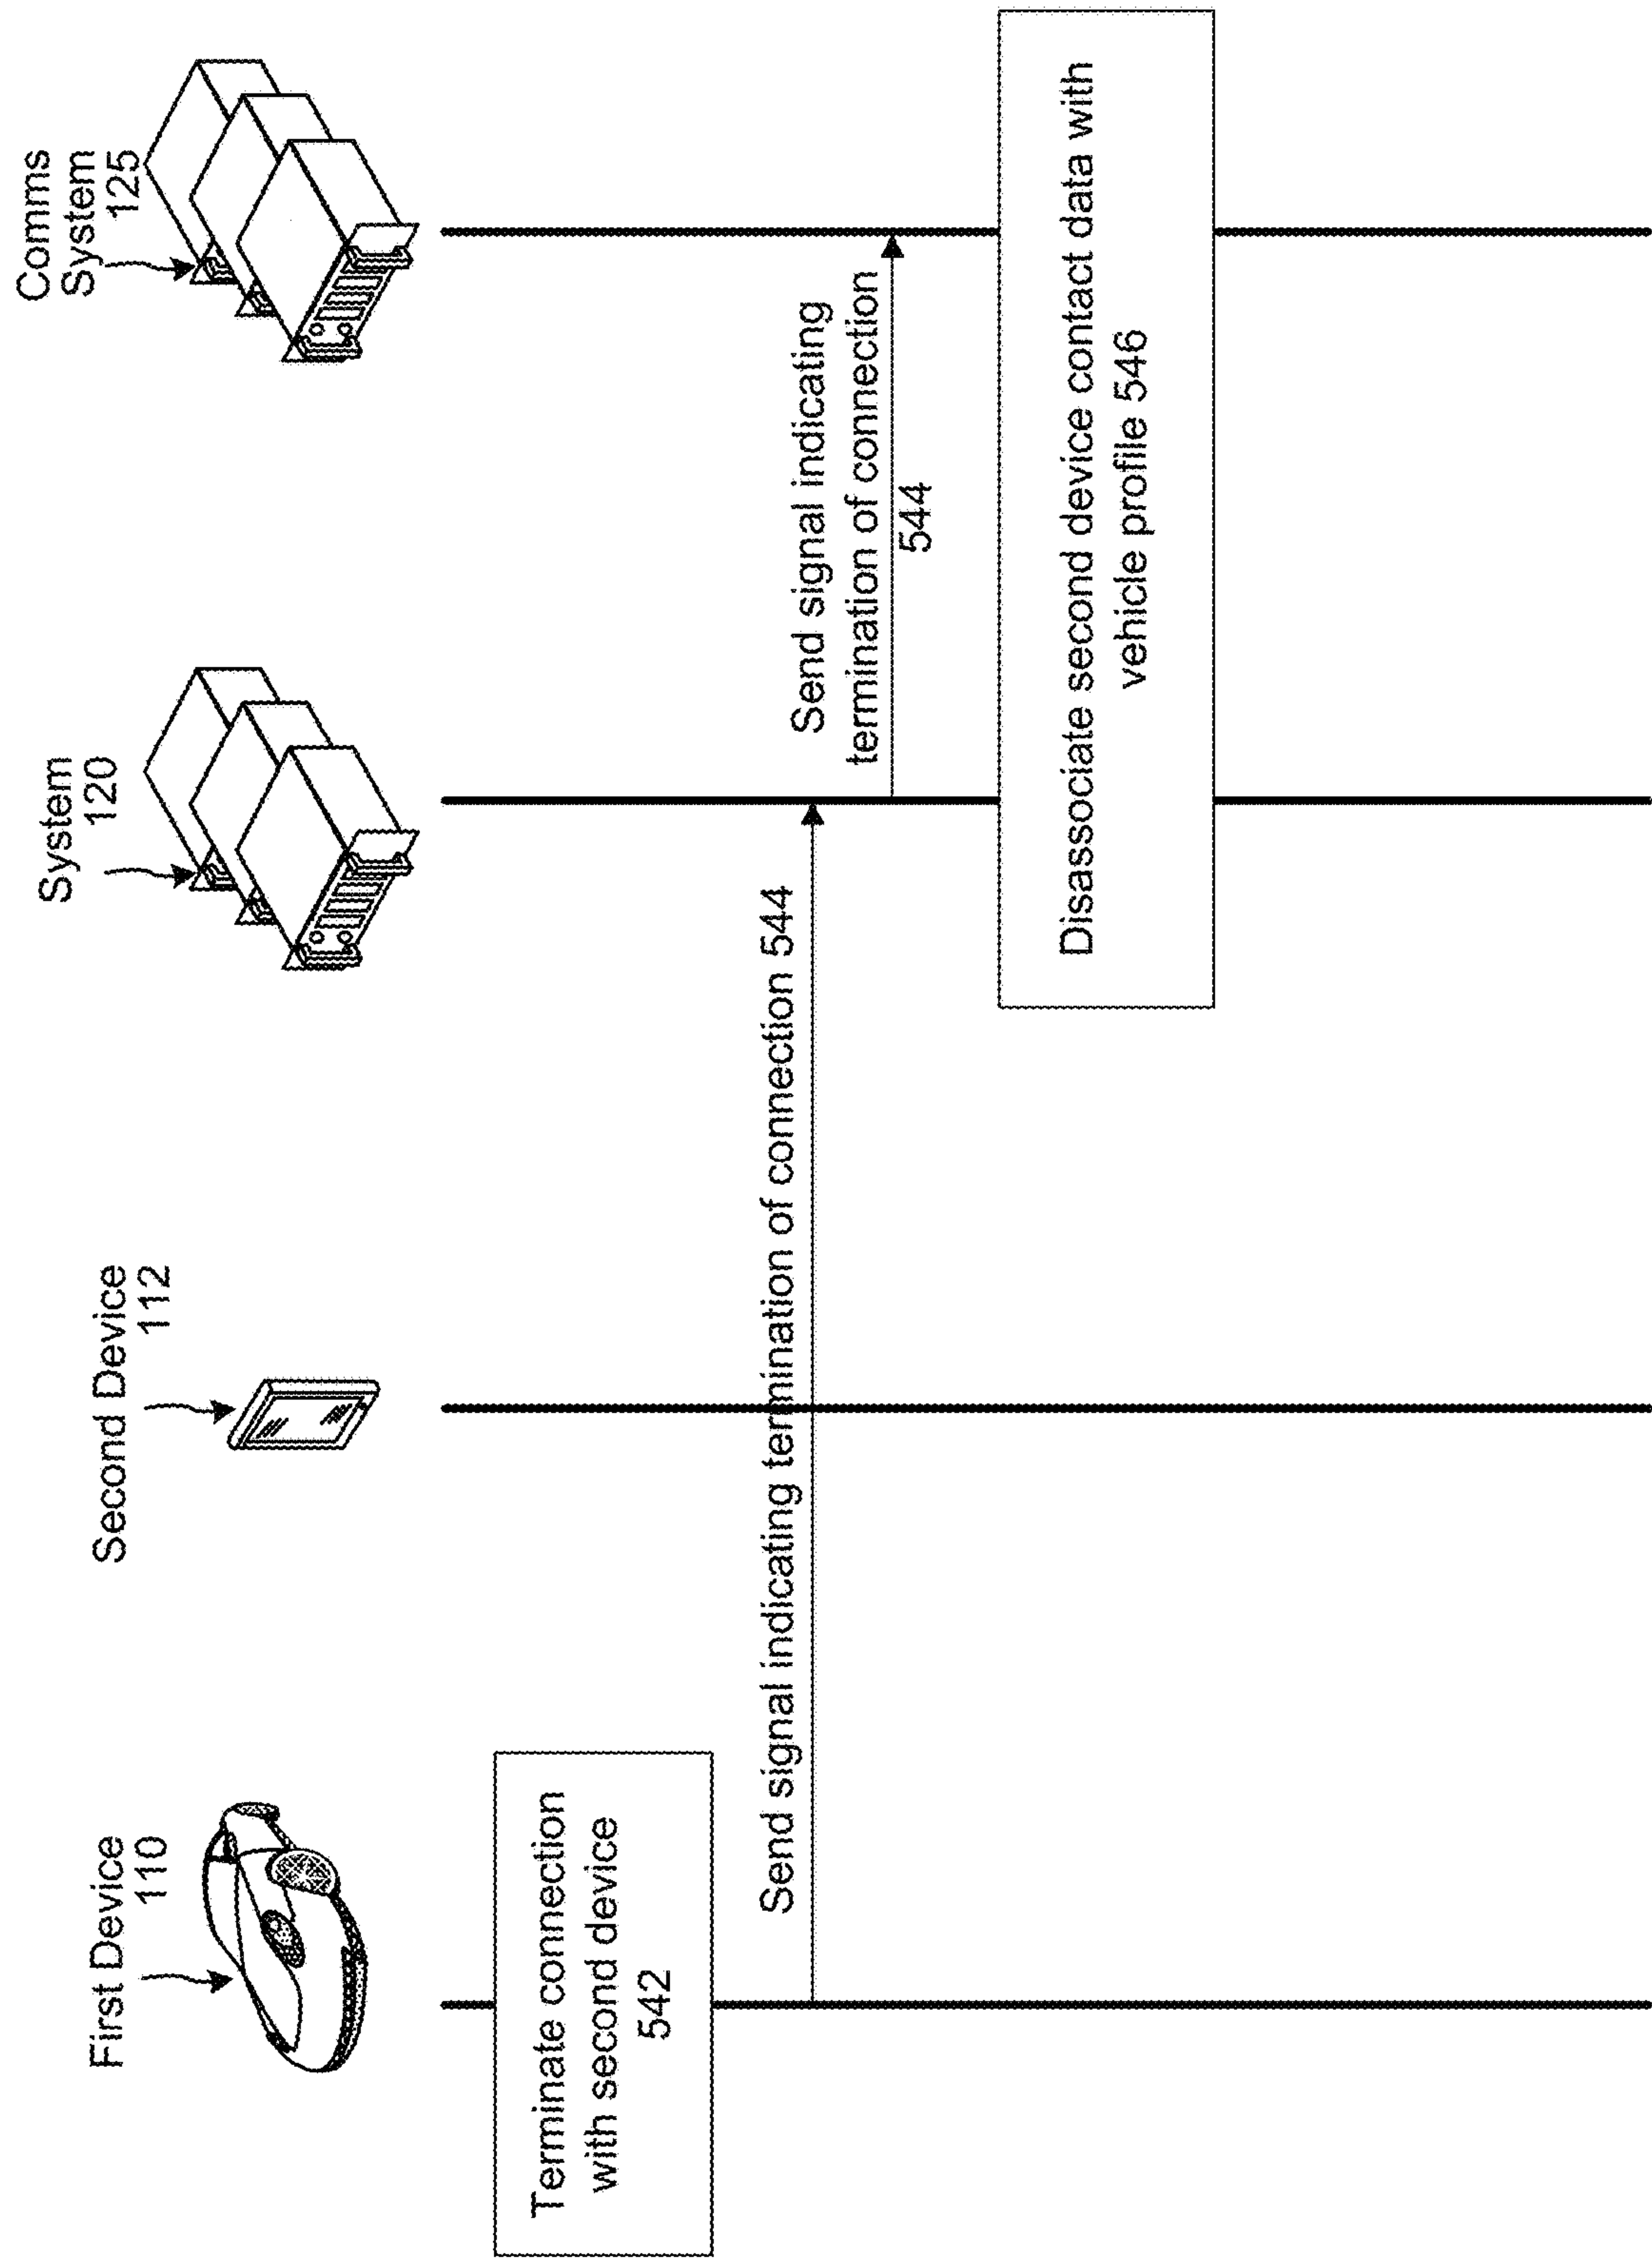 First Device
110
Second Device
112
System
120
Comms
System
125
Terminate connection
with second device
542
Send signal indicating termination of connection 544
Send signal indicating
termination of connection
544
Disassociate second device contact data with
vehicle profile 546